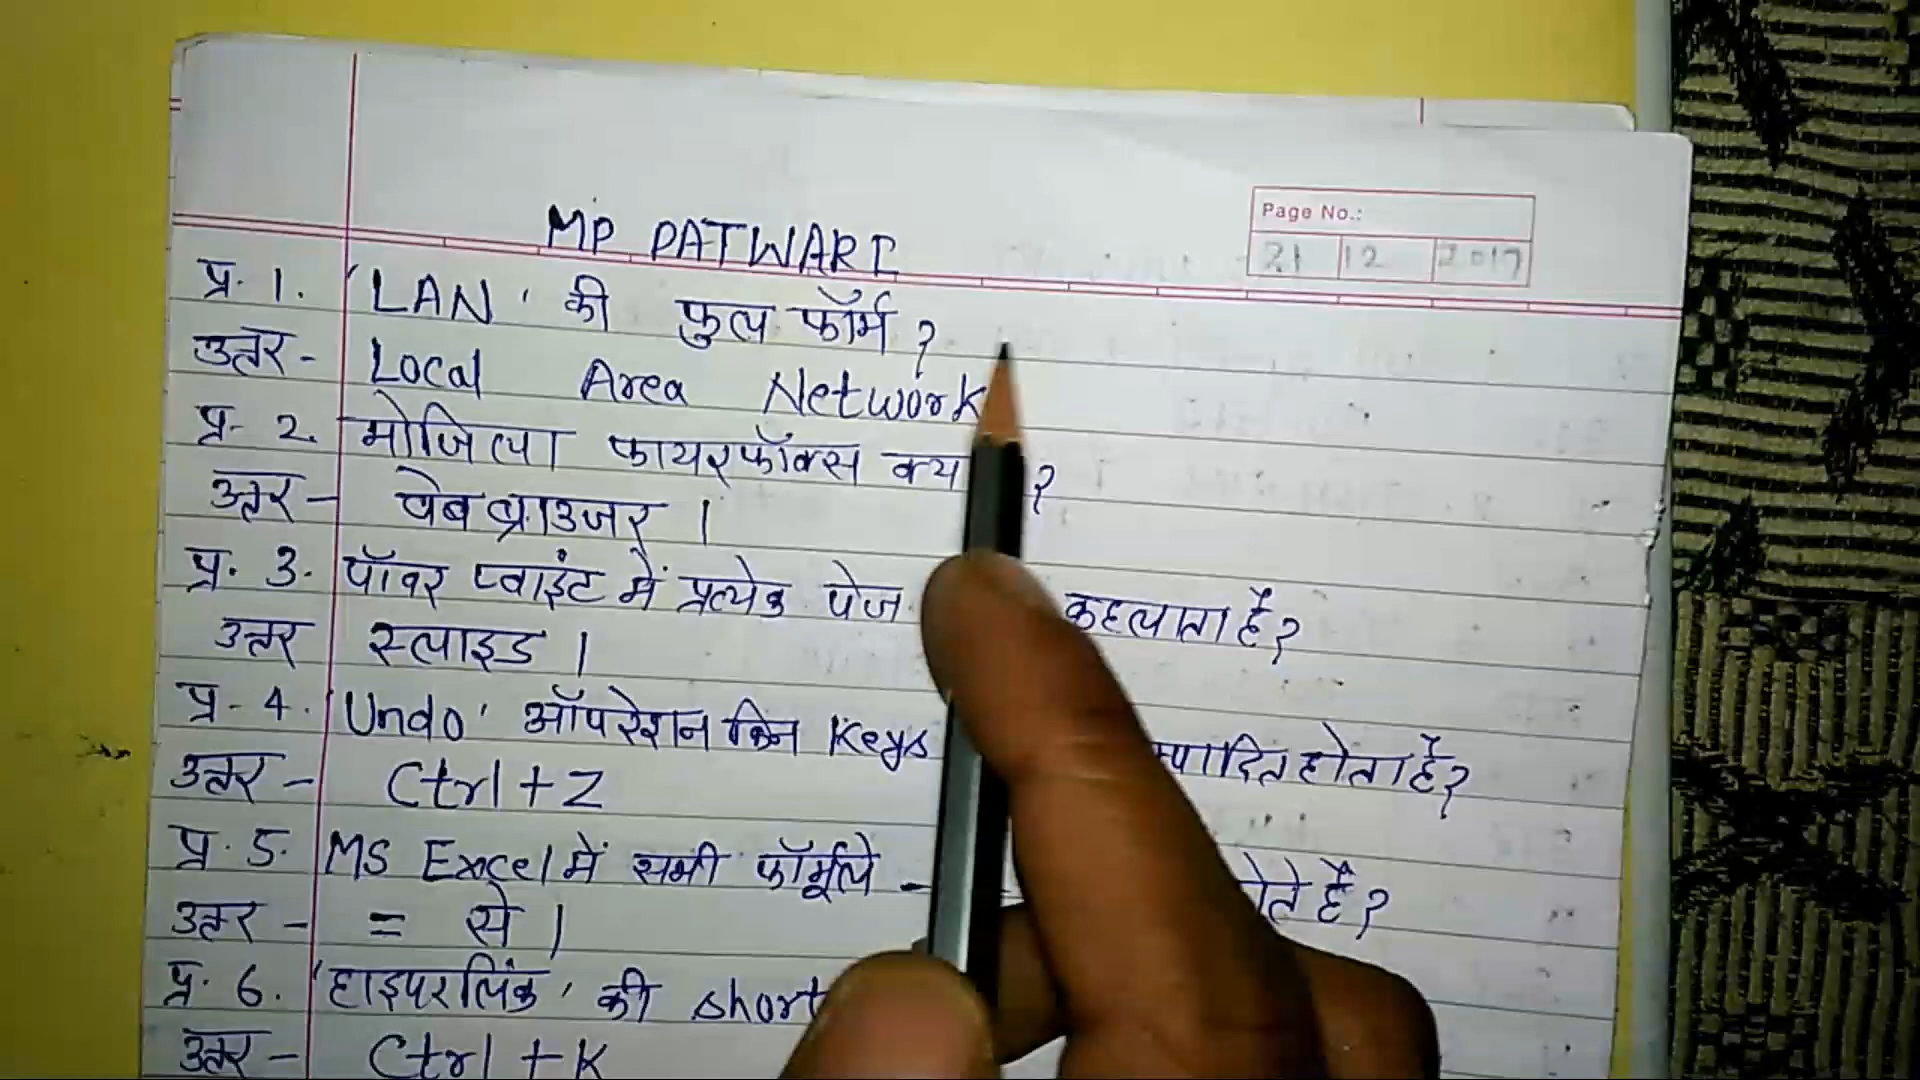 Page No.:
21 12 2017
MP PATWARI
प्र. 1. 'LAN' की फुल फॉर्म ?
उत्तर- Local Area Network
प्र- 2. मोजिला फायरफॉक्स क्या ?
उत्तर- वेब ब्राउजर ।
प्र. 3. पॉवर प्वाइंट में प्रत्येक पेज कहलाता है ?
उत्तर स्लाइड ।
प्र- 4. 'Undo' ऑपरेशन किन Keys होता है ?
उत्तर- Ctrl + Z
प्र. 5. MS Excel में सभी फॉर्मूले - है ?
उत्तर- = से ।
प्र. 6. 'हाइपरलिंक' की short
उत्तर- Ctrl + K